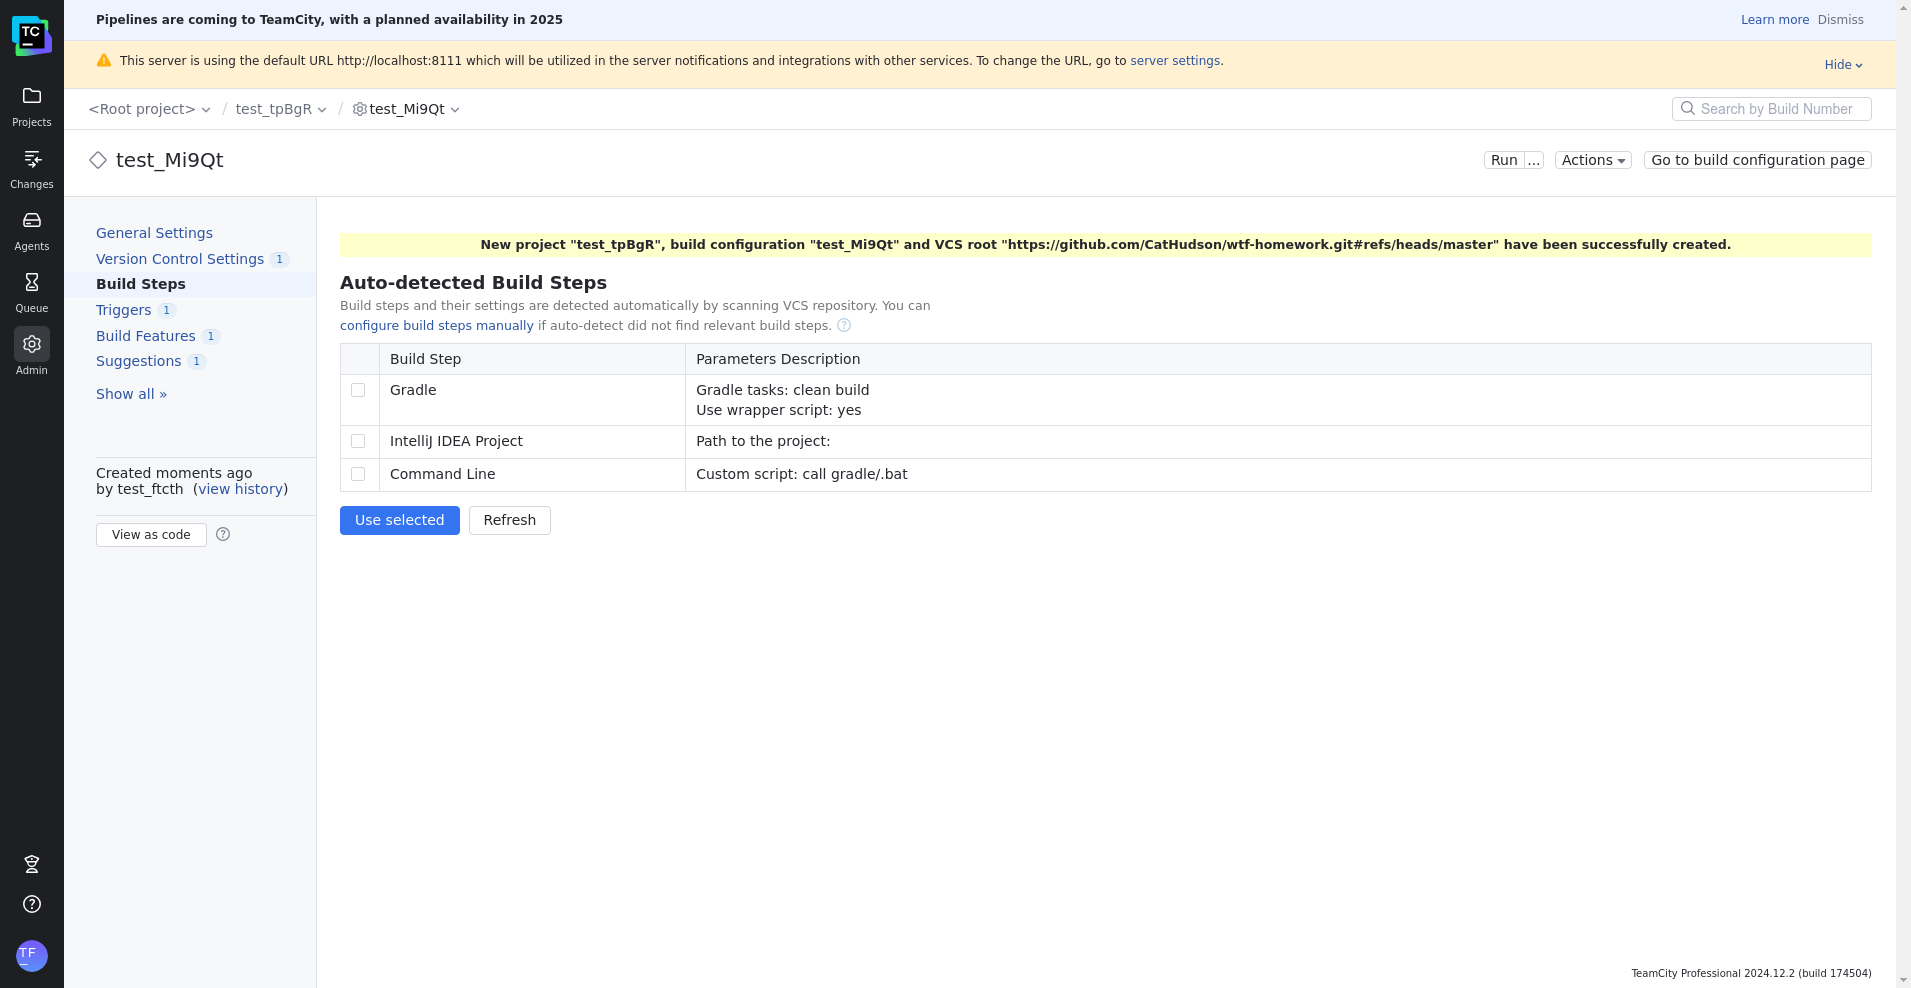 Pipelines are coming to TeamCity, with a planned availability in 2025
Learn more Dismiss
This server is using the default URL http://localhost:8111 which will be utilized in the server notifications and integrations with other services. To change the URL, go to server settings.
Hide
TC
<Root project> / test_tpBgR / test_Mi9Qt
Search by Build Number
test_Mi9Qt
Run ... Actions Go to build configuration page
Projects
Changes
Agents
Queue
Admin
General Settings
Version Control Settings 1
Build Steps
Triggers 1
Build Features 1
Suggestions 1
Show all »
Created moments ago
by test_ftcth (view history)
View as code ?
New project "test_tpBgR", build configuration "test_Mi9Qt" and VCS root "https://github.com/CatHudson/wtf-homework.git#refs/heads/master" have been successfully created.
Auto-detected Build Steps
Build steps and their settings are detected automatically by scanning VCS repository. You can
configure build steps manually if auto-detect did not find relevant build steps. ?
Build Step Parameters Description
Gradle Gradle tasks: clean build
Use wrapper script: yes
IntelliJ IDEA Project Path to the project:
Command Line Custom script: call gradle/.bat
Use selected Refresh
?
TF
TeamCity Professional 2024.12.2 (build 174504)